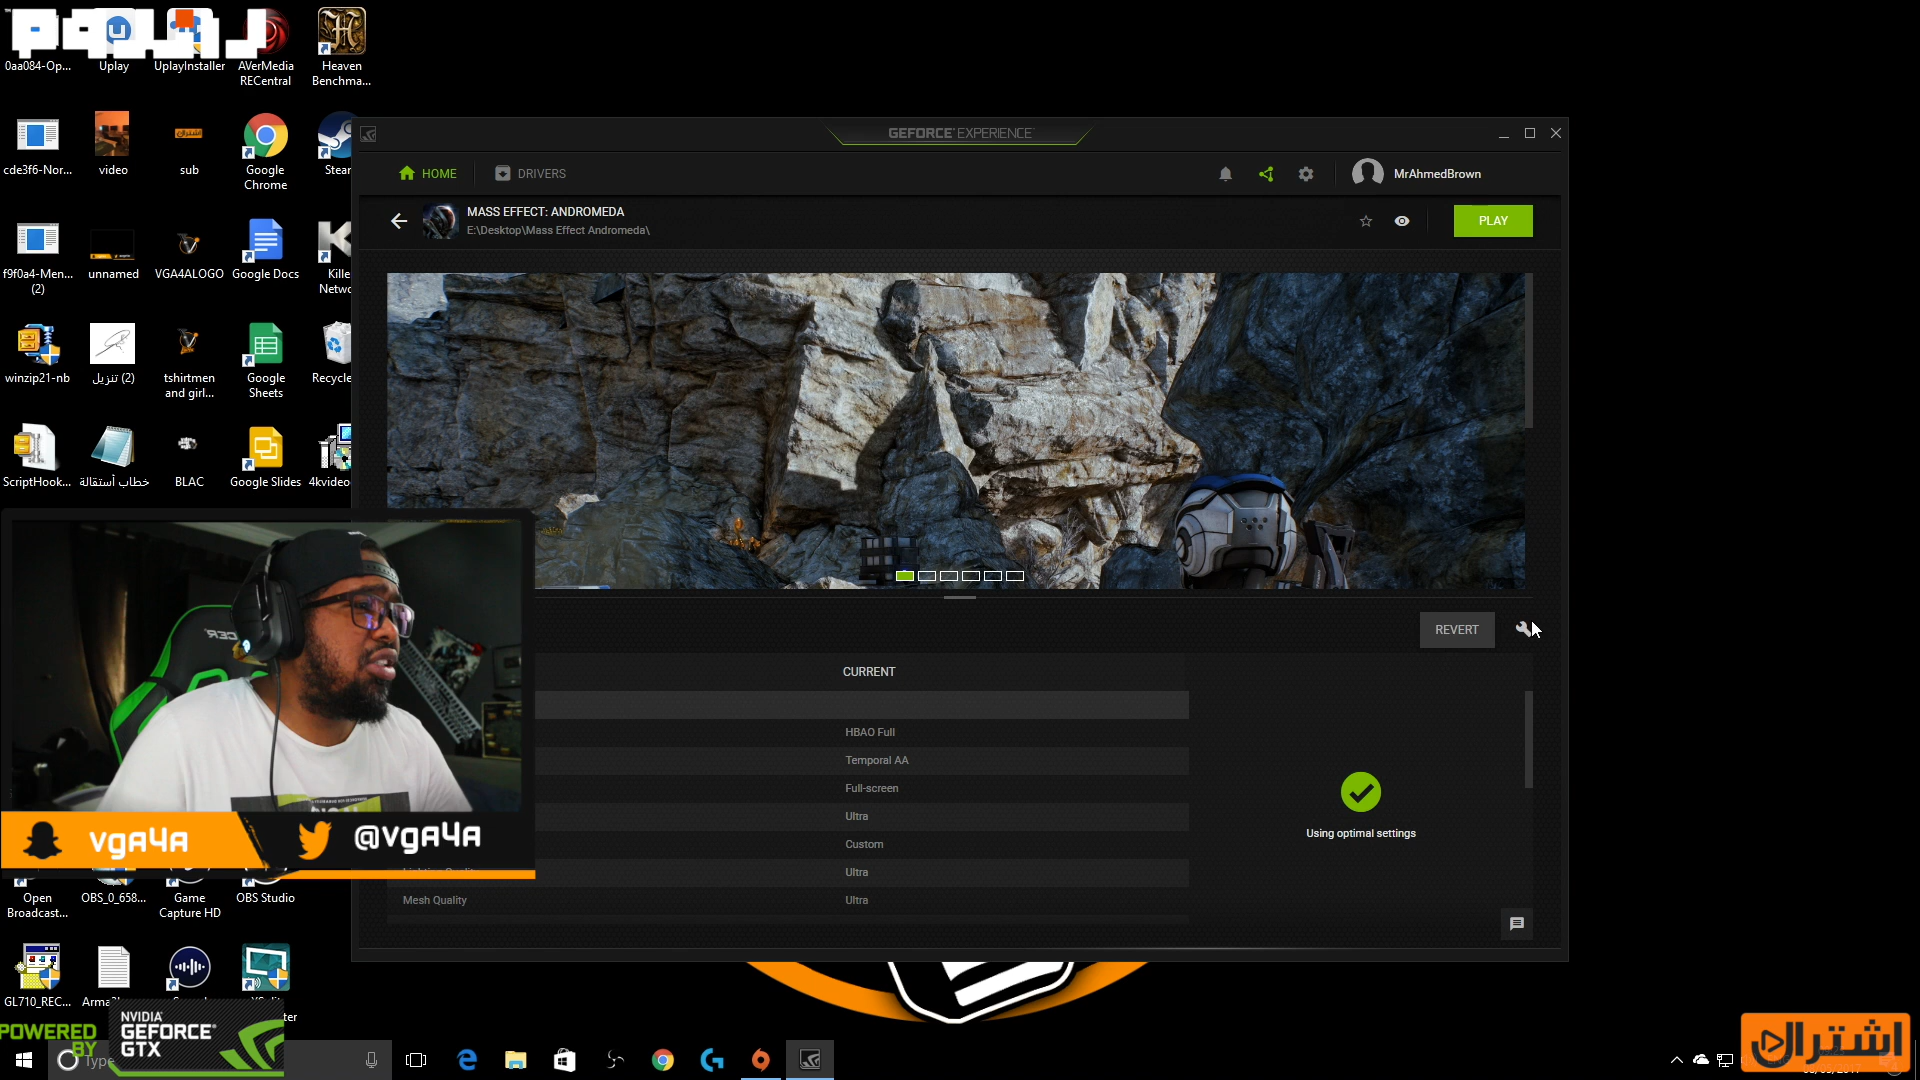 0aa084-Op...
Uplay
UplayInstaller
AVerMedia
RECentral
Heaven
Benchma...
cde3f6-Nor...
video
sub
Google
Chrome
Stear
f9f0a4-Men...
(2)
unnamed
VGA4ALOGO
Google Docs
Kille
Netwo
winzip21-nb
تنزيل (2)
tshirtmen
and girl...
Google
Sheets
Recycle
ScriptHook...
خطاب أستقالة
BLAC
Google Slides
4kvideo
GEFORCE EXPERIENCE
HOME
DRIVERS
MrAhmedBrown
MASS EFFECT: ANDROMEDA
E:\Desktop\Mass Effect Andromeda\
PLAY
REVERT
CURRENT
HBAO Full
Temporal AA
Full-screen
Ultra
Custom
Ultra
Mesh Quality
Ultra
Using optimal settings
vgA4A
@vgA4A
Open
Broadcast...
OBS_0_658...
Game
Capture HD
OBS Studio
GL710_REC...
POWERED
BY
NVIDIA
GEFORCE
GTX
اشتراك